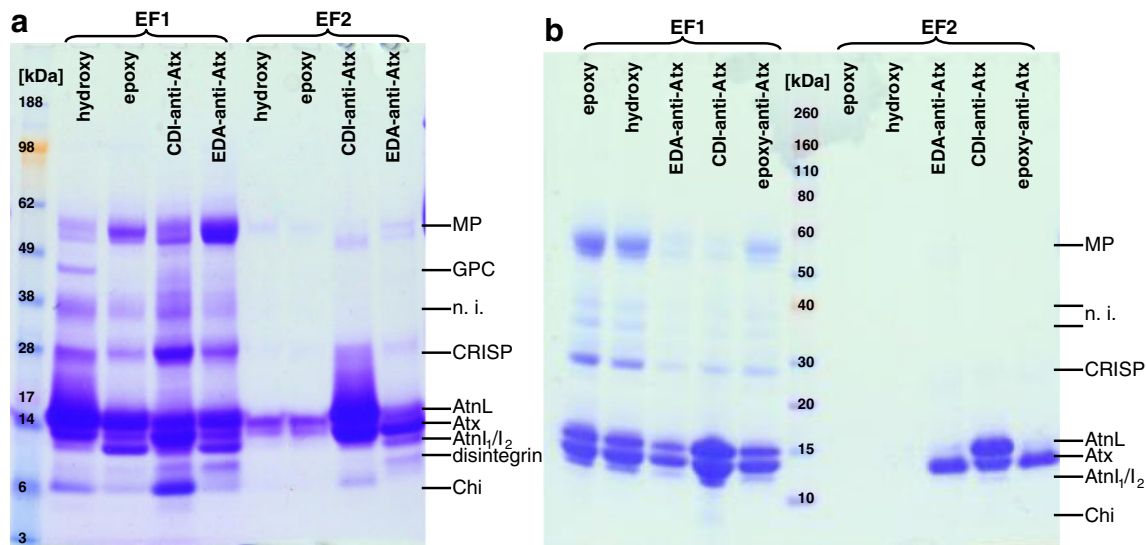 a
EF1
EF2
[kDa]
hydroxy
epoxy
CDI-anti-Atx
EDA-anti-Atx
hydroxy
epoxy
CDI-anti-Atx
EDA-anti-Atx
188
98
62
49
38
28
17
14
6
3
MP
GPC
n. i.
CRISP
AtnL
Atx
AtnI₁/I₂
disintegrin
Chi
b
EF1
EF2
epoxy
hydroxy
EDA-anti-Atx
CDI-anti-Atx
epoxy-anti-Atx
[kDa]
epoxy
hydroxy
EDA-anti-Atx
CDI-anti-Atx
epoxy-anti-Atx
260
160
110
80
60
50
40
30
20
15
10
MP
n. i.
CRISP
AtnL
Atx
AtnI₁/I₂
Chi